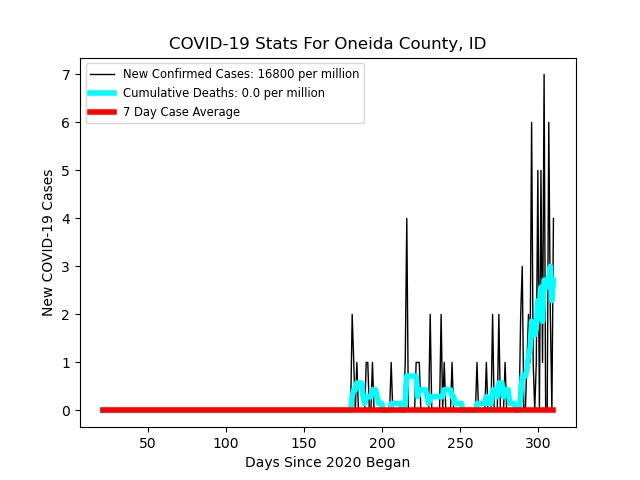 COVID-19 Stats For Oneida County, ID
New Confirmed Cases: 16800 per million
Cumulative Deaths: 0.0 per million
7 Day Case Average
New COVID-19 Cases
7
6
5
4
3
2
1
0
50 100 150 200 250 300
Days Since 2020 Began